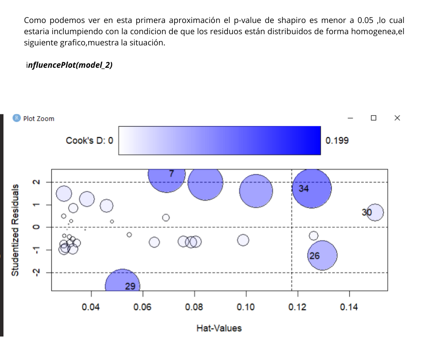 Como podemos ver en esta primera aproximación el p-value de shapiro es menor a 0.05 ,lo cual
estaria inclumpiendo con la condicion de que los residuos están distribuidos de forma homogenea,el
siguiente grafico,muestra la situación.
influencePlot(model_2)
Plot Zoom
Cook's D: 0
0.199
Studentized Residuals
2
1
0
-1
-2
7
34
30
26
29
0.04 0.06 0.08 0.10 0.12 0.14
Hat-Values